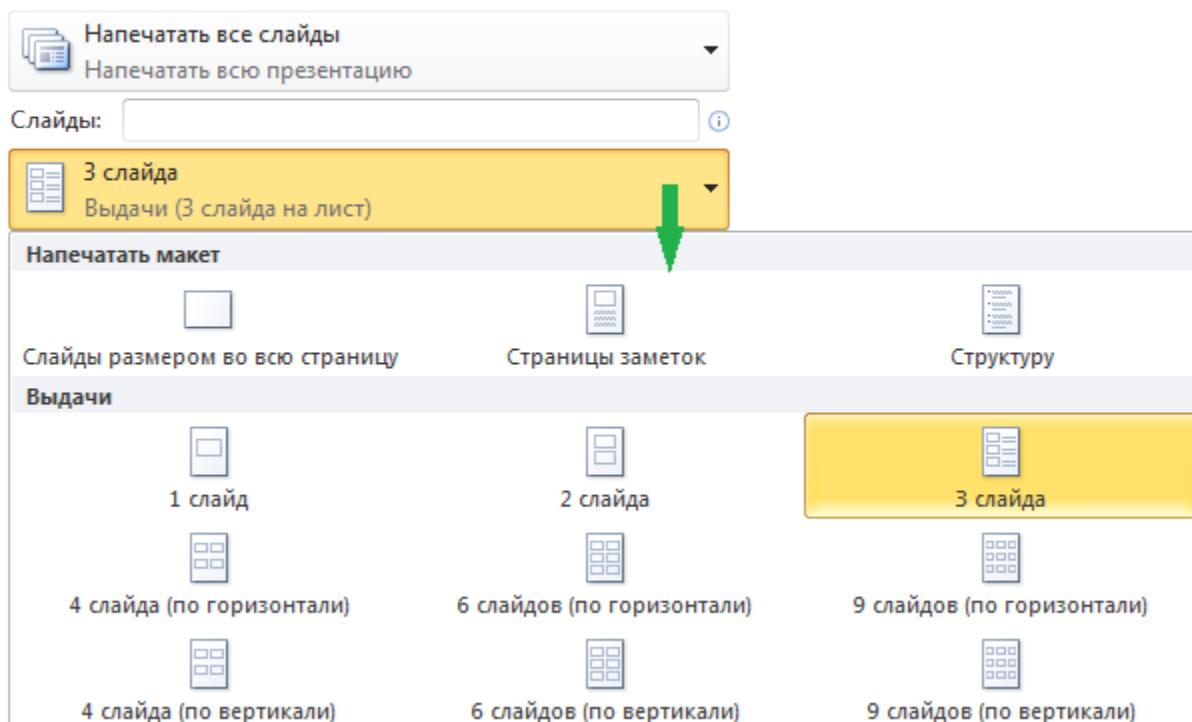 Напечатать все слайды
Напечатать всю презентацию
Слайды:
3 слайда
Выдачи (3 слайда на лист)
Напечатать макет
Слайды размером во всю страницу
Страницы заметок
Структуру
Выдачи
1 слайд
2 слайда
3 слайда
4 слайда (по горизонтали)
6 слайдов (по горизонтали)
9 слайдов (по горизонтали)
4 слайда (по вертикали)
6 слайдов (по вертикали)
9 слайдов (по вертикали)